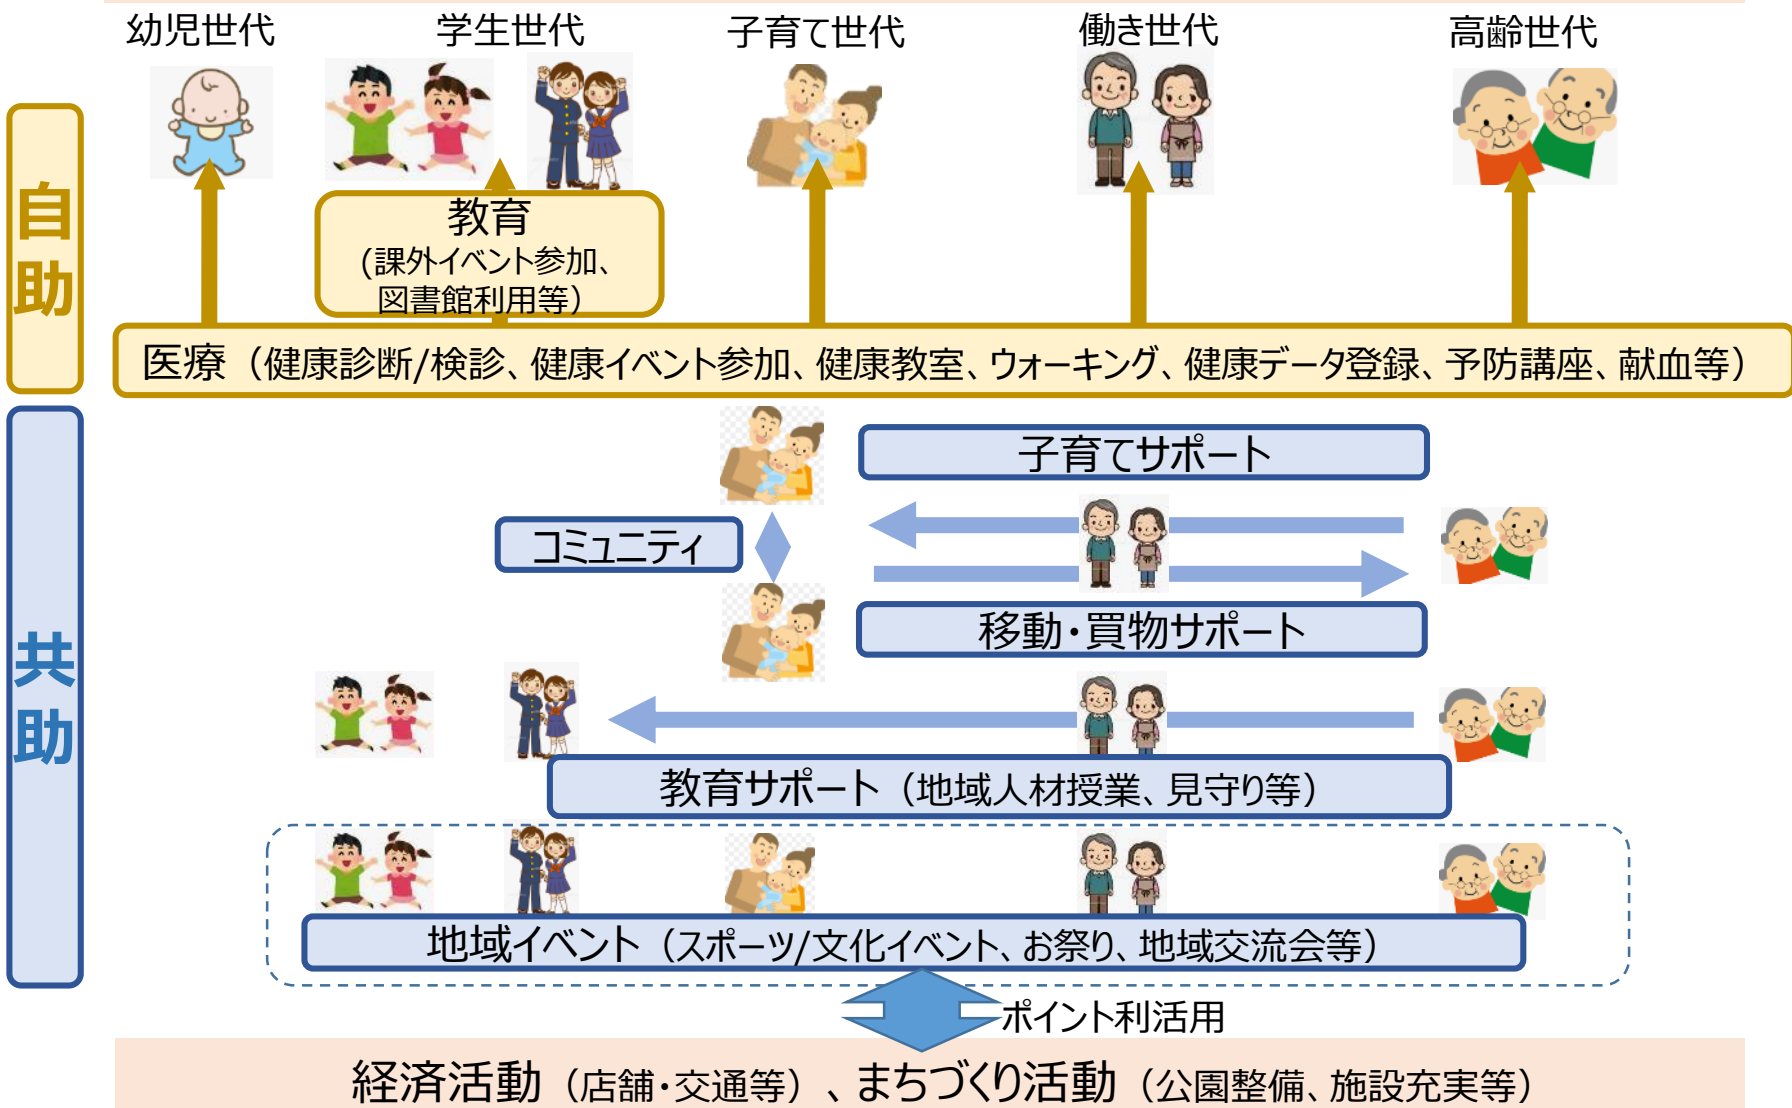 幼児世代
学生世代
子育て世代
働き世代
高齢世代
自助
教育
(課外イベント参加、
図書館利用等）
医療（健康診断/検診、健康イベント参加、健康教室、ウォーキング、健康データ登録、予防講座、献血等）
共助
子育てサポート
コミュニティ
移動・買物サポート
教育サポート（地域人材授業、見守り等）
地域イベント（スポーツ/文化イベント、お祭り、地域交流会等）
ポイント利活用
経済活動（店舗・交通等）、まちづくり活動（公園整備、施設充実等）